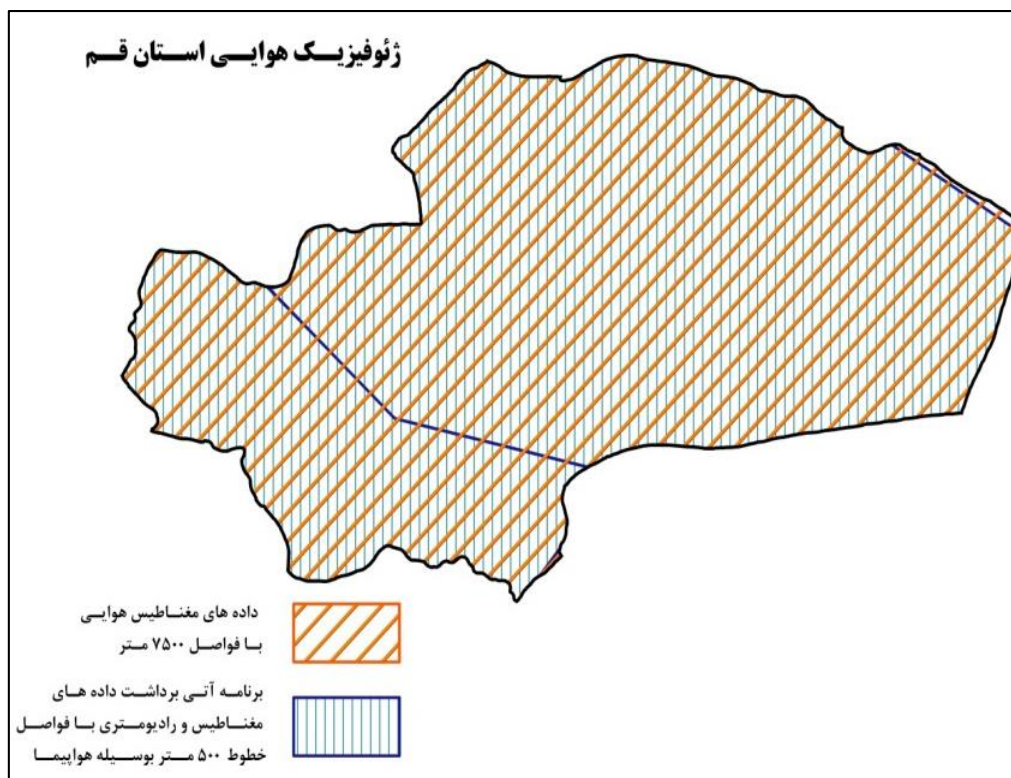 ژئوفیزیک هوایی استان قم
داده های مغناطیس هوایی
با فواصل ۷۵۰۰ متر
برنامه آتی برداشت داده های
مغناطیس و رادیومتری با فواصل
خطوط ۵۰۰ متر بوسیله هواپیما